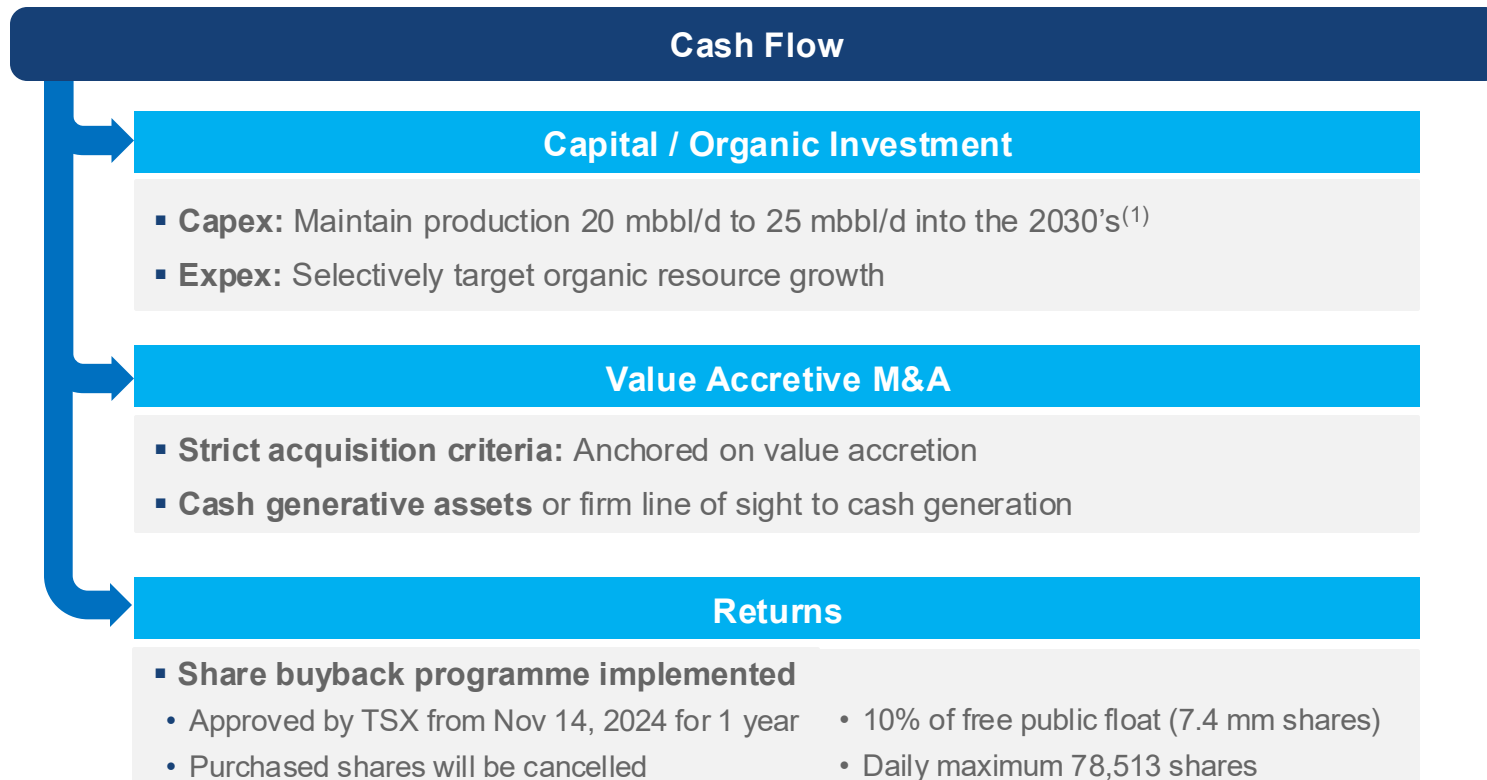 Cash Flow
Capital / Organic Investment
▪ Capex: Maintain production 20 mbbl/d to 25 mbbl/d into the 2030’s(1)
▪ Expex: Selectively target organic resource growth
Value Accretive M&A
▪ Strict acquisition criteria: Anchored on value accretion
▪ Cash generative assets or firm line of sight to cash generation
Returns
▪ Share buyback programme implemented
• Approved by TSX from Nov 14, 2024 for 1 year
• Purchased shares will be cancelled
• 10% of free public float (7.4 mm shares)
• Daily maximum 78,513 shares